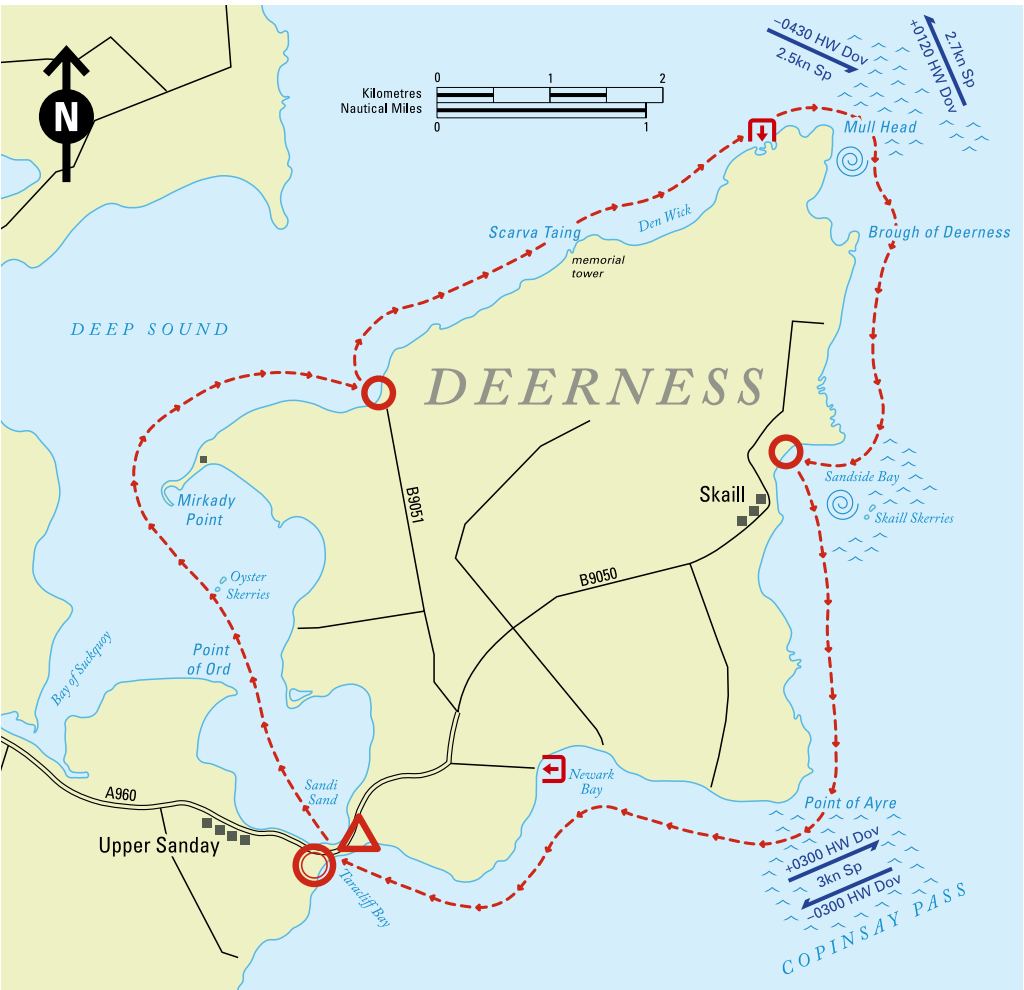 –0430 HW Dov
2.5kn Sp
2.7kn Sp
+0120 HW Dov
N
0 1 2
Kilometres
Nautical Miles
0 1
Mull Head
Den Wick
Scarva Taing
Brough of Deerness
memorial
tower
DEEP SOUND
DEERNESS
Mirkady
Point
B9051
Skaill
Sandside Bay
Skaill Skerries
Oyster
Skerries
B9050
Point
of Ord
Bay of Suckquoy
Sandi
Sand
Newark
Bay
A960
Upper Sanday
Taracliff Bay
Point of Ayre
+0300 HW Dov
3kn Sp
–0300 HW Dov
COPINSAY PASS